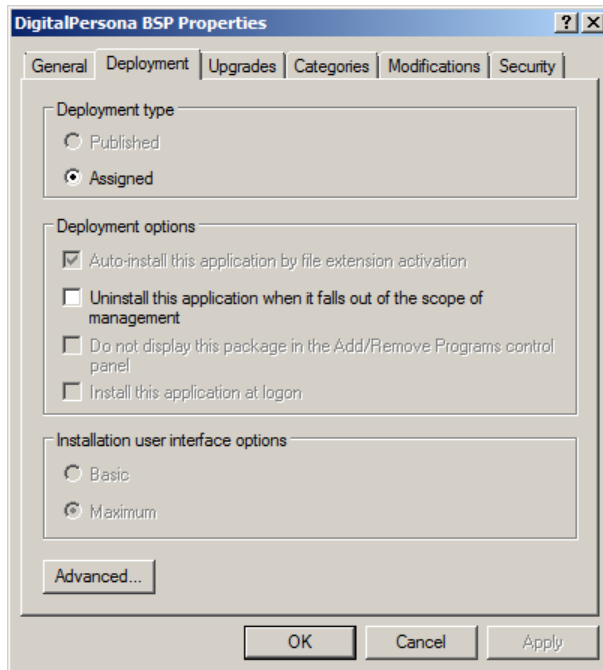 DigitalPersona BSP Properties
General Deployment Upgrades Categories Modifications Security
Deployment type
Published
Assigned
Deployment options
Auto-install this application by file extension activation
Uninstall this application when it falls out of the scope of
management
Do not display this package in the Add/Remove Programs control
panel
Install this application at logon
Installation user interface options
Basic
Maximum
Advanced...
OK Cancel Apply